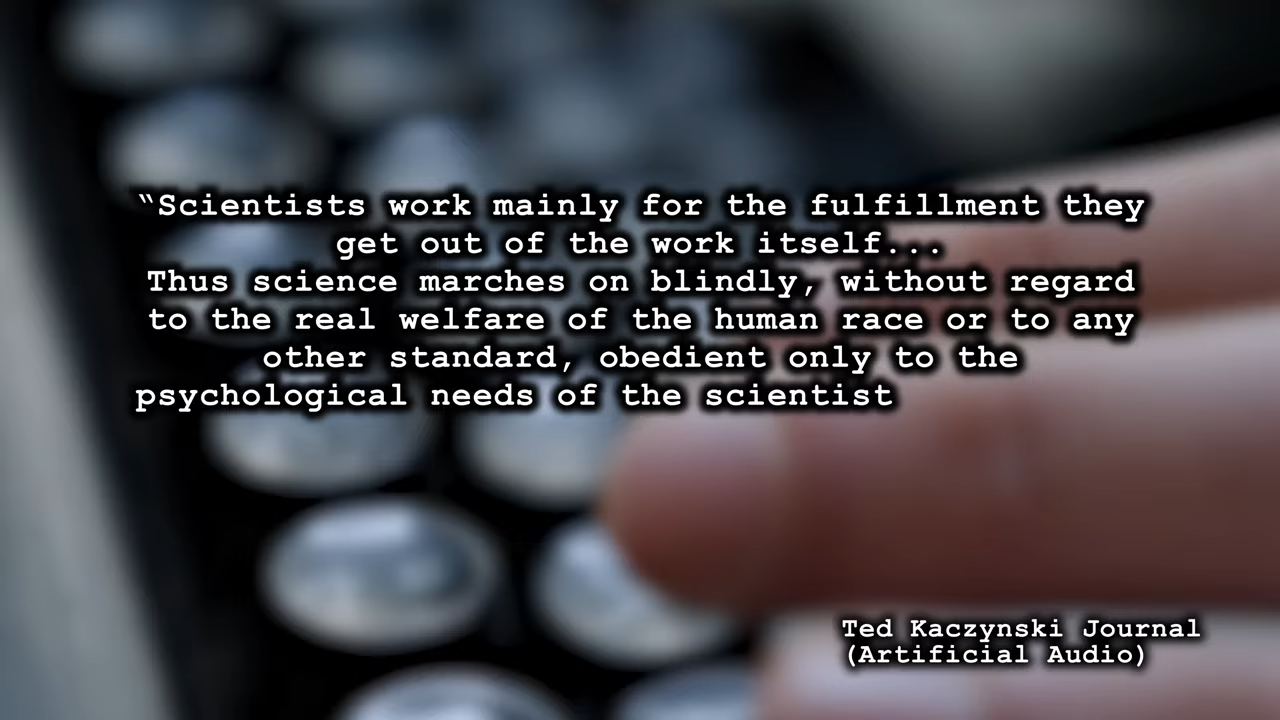 “Scientists work mainly for the fulfillment they
get out of the work itself...
Thus science marches on blindly, without regard
to the real welfare of the human race or to any
other standard, obedient only to the
psychological needs of the scientist
Ted Kaczynski Journal
(Artificial Audio)